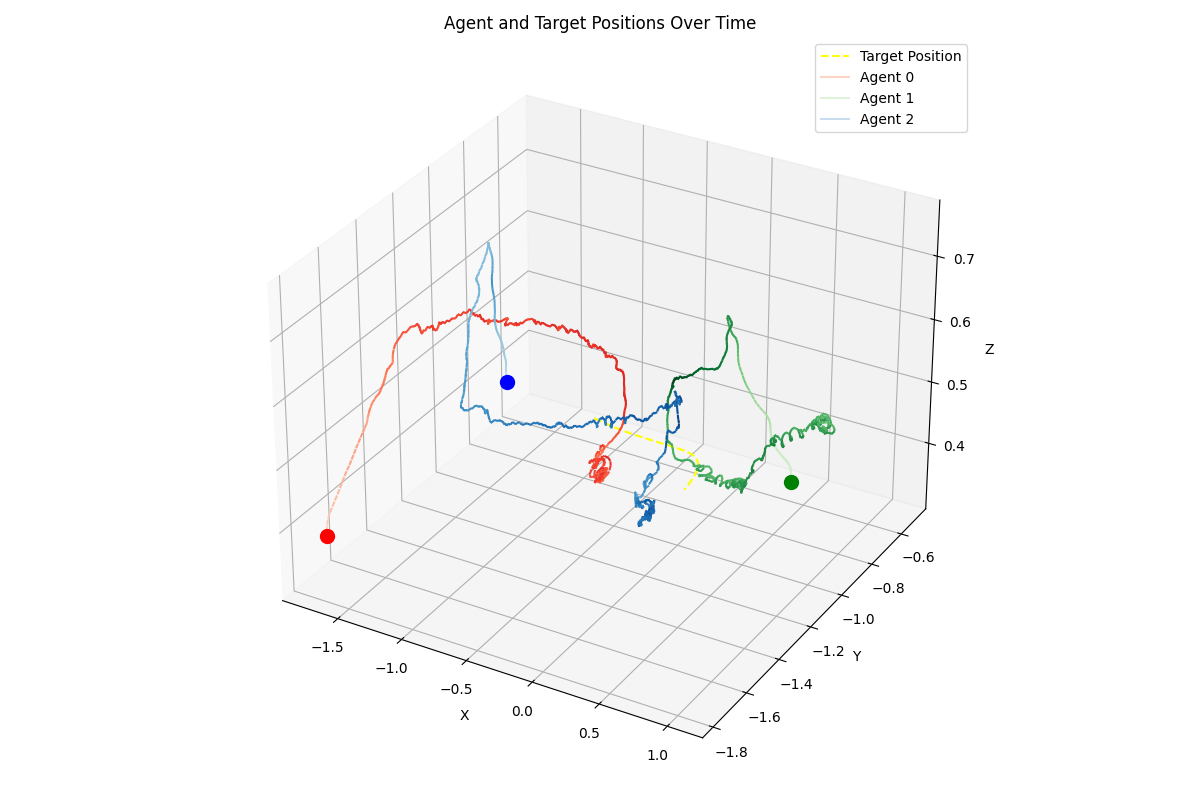 Agent and Target Positions Over Time
Target Position
Agent 0
Agent 1
Agent 2
0.7
0.6
Z
0.5
0.4
−0.6
−0.8
−1.0
−1.2
Y
−1.4
−1.6
−1.8
−1.5
−1.0
−0.5
X
0.0
0.5
1.0